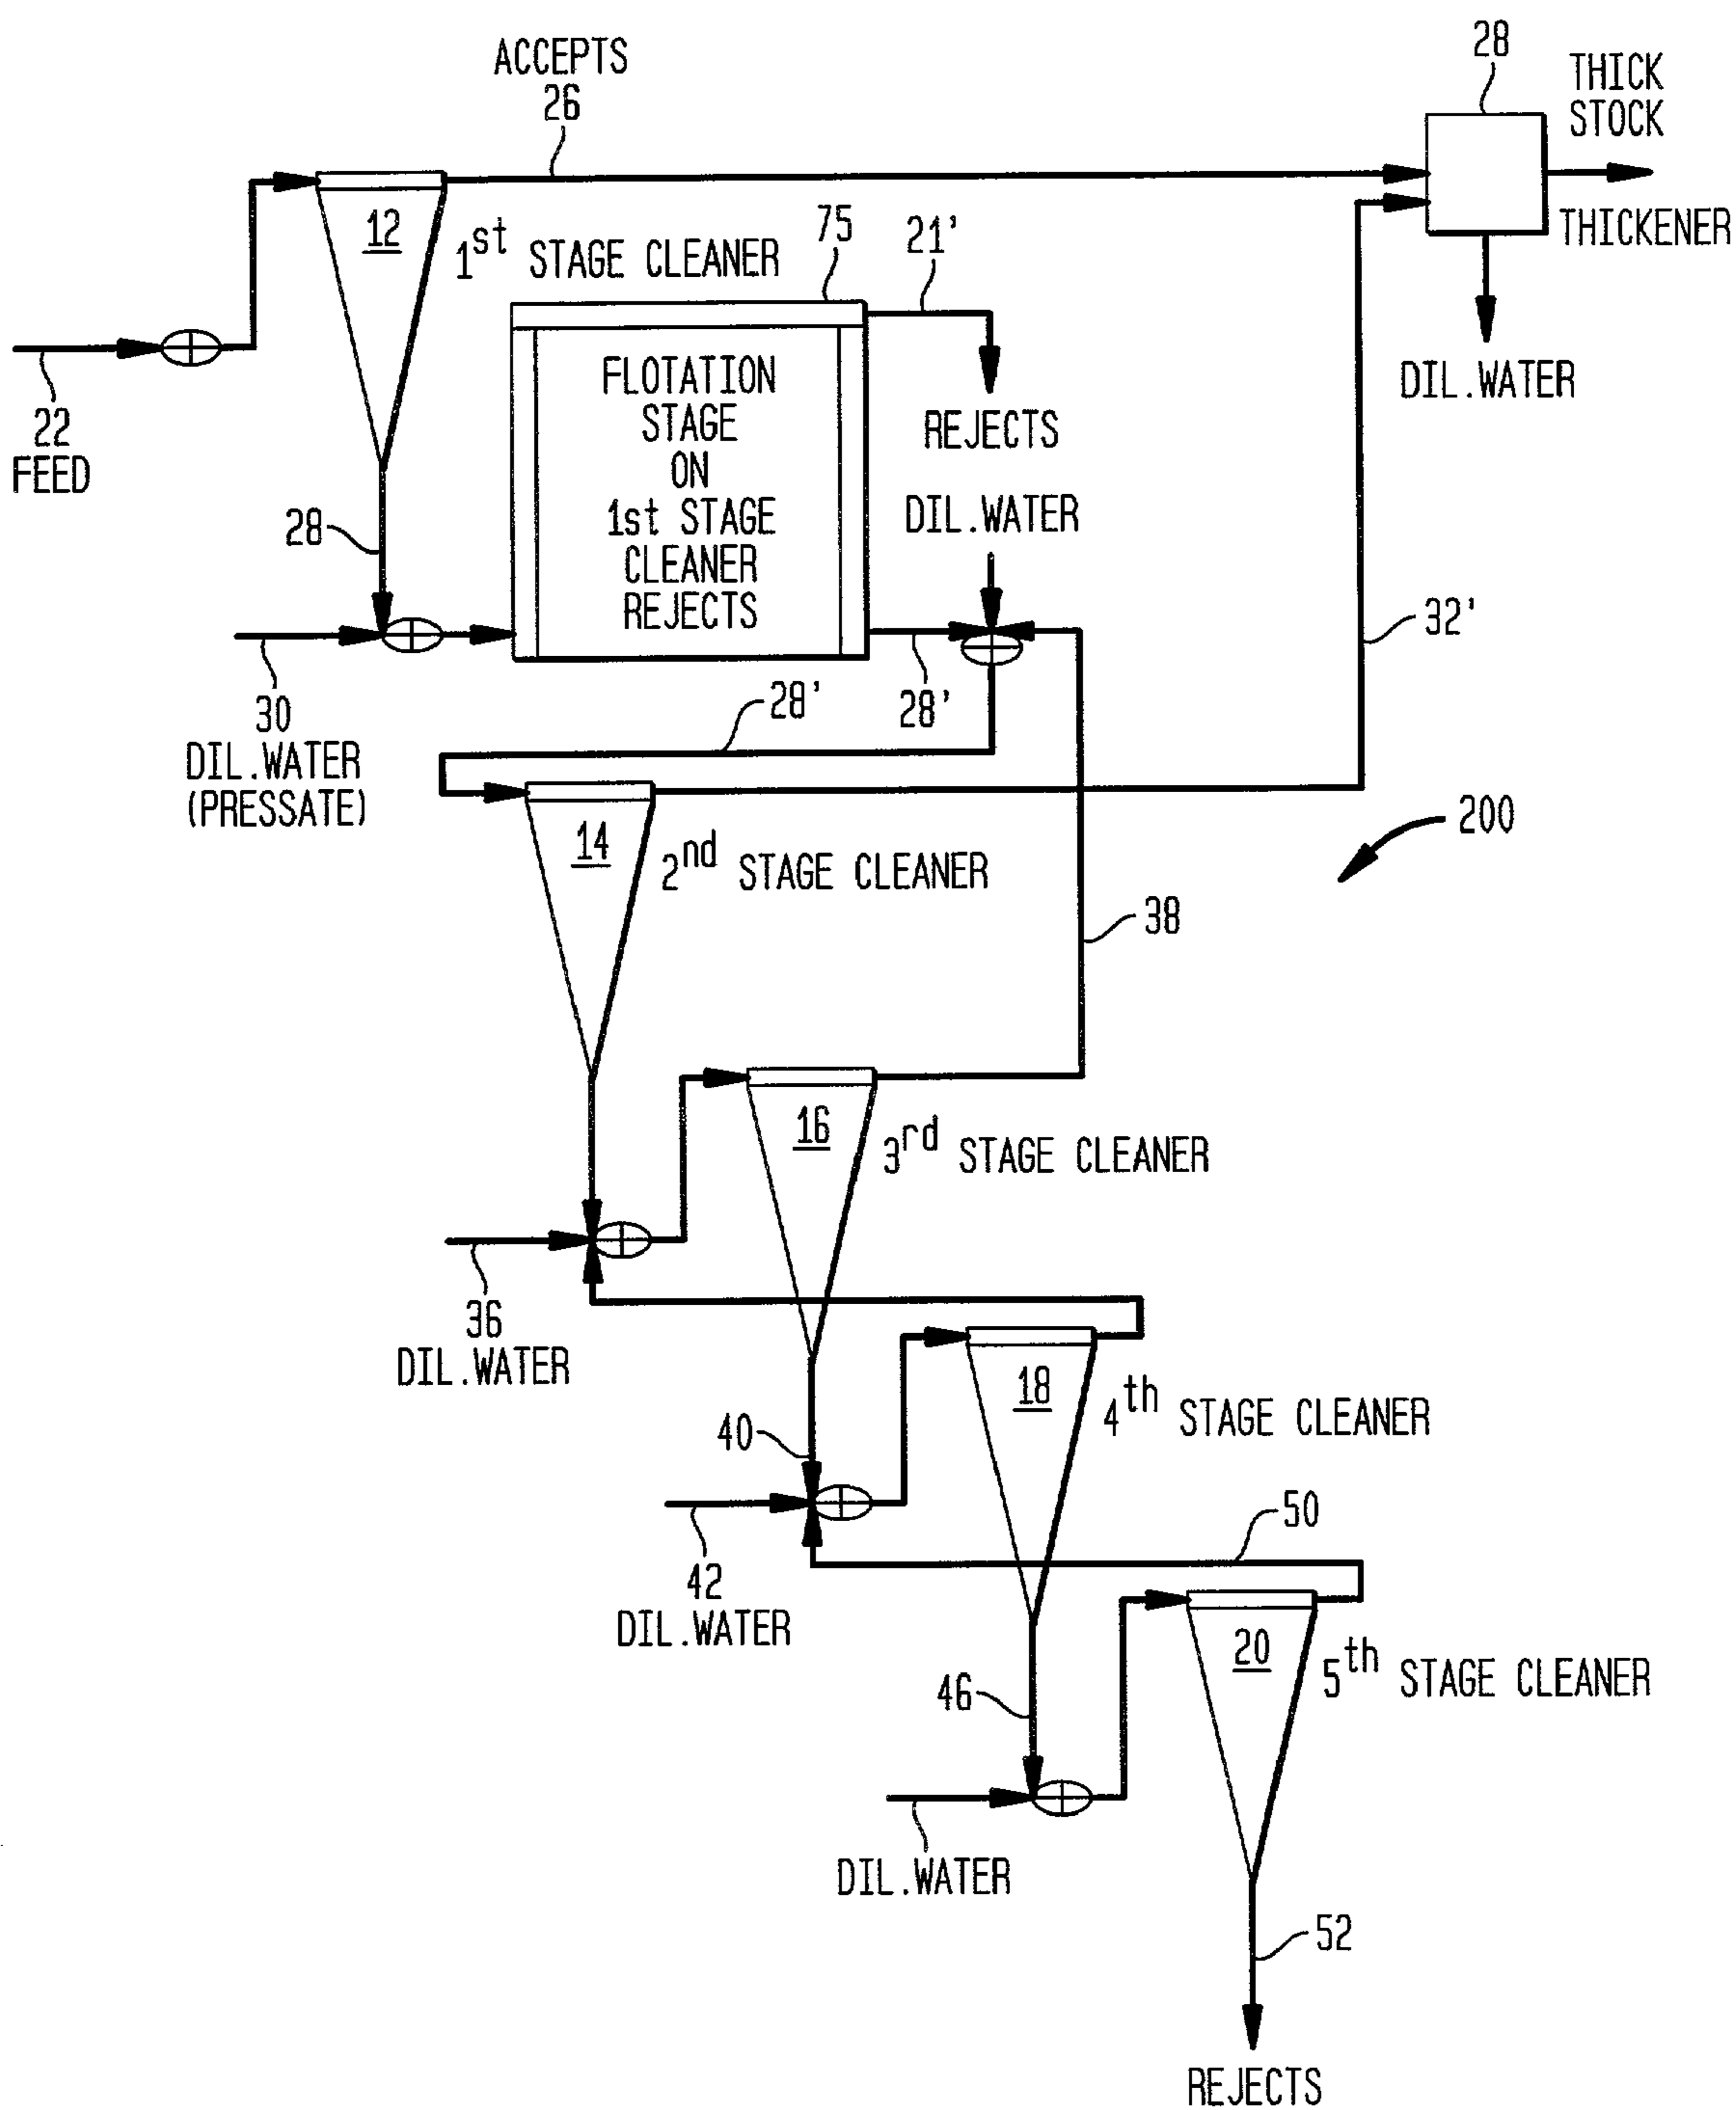 ACCEPTS
26
28
THICK
STOCK
THICKENER
DIL.WATER
12
1st STAGE CLEANER
75
21'
REJECTS
22
FEED
FLOTATION
STAGE
ON
1st STAGE
CLEANER
REJECTS
DIL.WATER
28
30
DIL.WATER
(PRESSATE)
28'
28'
32'
200
14
2nd STAGE CLEANER
38
16
3rd STAGE CLEANER
36
DIL.WATER
18
4th STAGE CLEANER
40
42
DIL.WATER
50
20
5th STAGE CLEANER
46
DIL.WATER
52
REJECTS